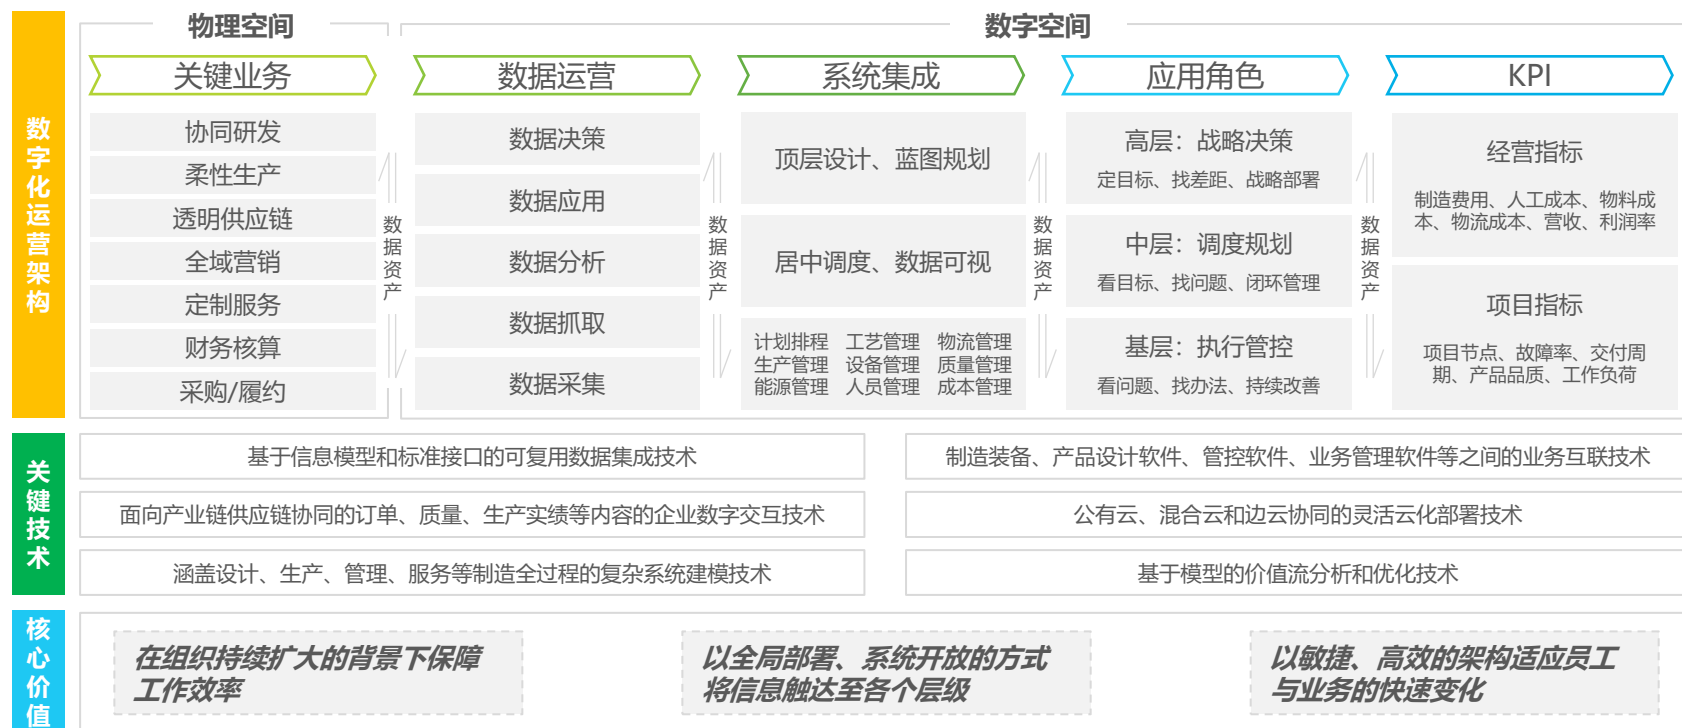 数字化运营架构
物理空间
数字空间
关键业务
数据运营
系统集成
应用角色
KPI
协同研发
柔性生产
透明供应链
全域营销
定制服务
财务核算
采购/履约
数据资产
数据决策
数据应用
数据分析
数据抓取
数据采集
数据资产
顶层设计、蓝图规划
居中调度、数据可视
计划排程 工艺管理 物流管理
生产管理 设备管理 质量管理
能源管理 人员管理 成本管理
数据资产
高层：战略决策
定目标、找差距、战略部署
中层：调度规划
看目标、找问题、闭环管理
基层：执行管控
看问题、找办法、持续改善
数据资产
经营指标
制造费用、人工成本、物料成
本、物流成本、营收、利润率
项目指标
项目节点、故障率、交付周
期、产品品质、工作负荷
关键技术
基于信息模型和标准接口的可复用数据集成技术
制造装备、产品设计软件、管控软件、业务管理软件等之间的业务互联技术
面向产业链供应链协同的订单、质量、生产实绩等内容的企业数字交互技术
公有云、混合云和边云协同的灵活云化部署技术
涵盖设计、生产、管理、服务等制造全过程的复杂系统建模技术
基于模型的价值流分析和优化技术
核心价值
在组织持续扩大的背景下保障
工作效率
以全局部署、系统开放的方式
将信息触达至各个层级
以敏捷、高效的架构适应员工
与业务的快速变化